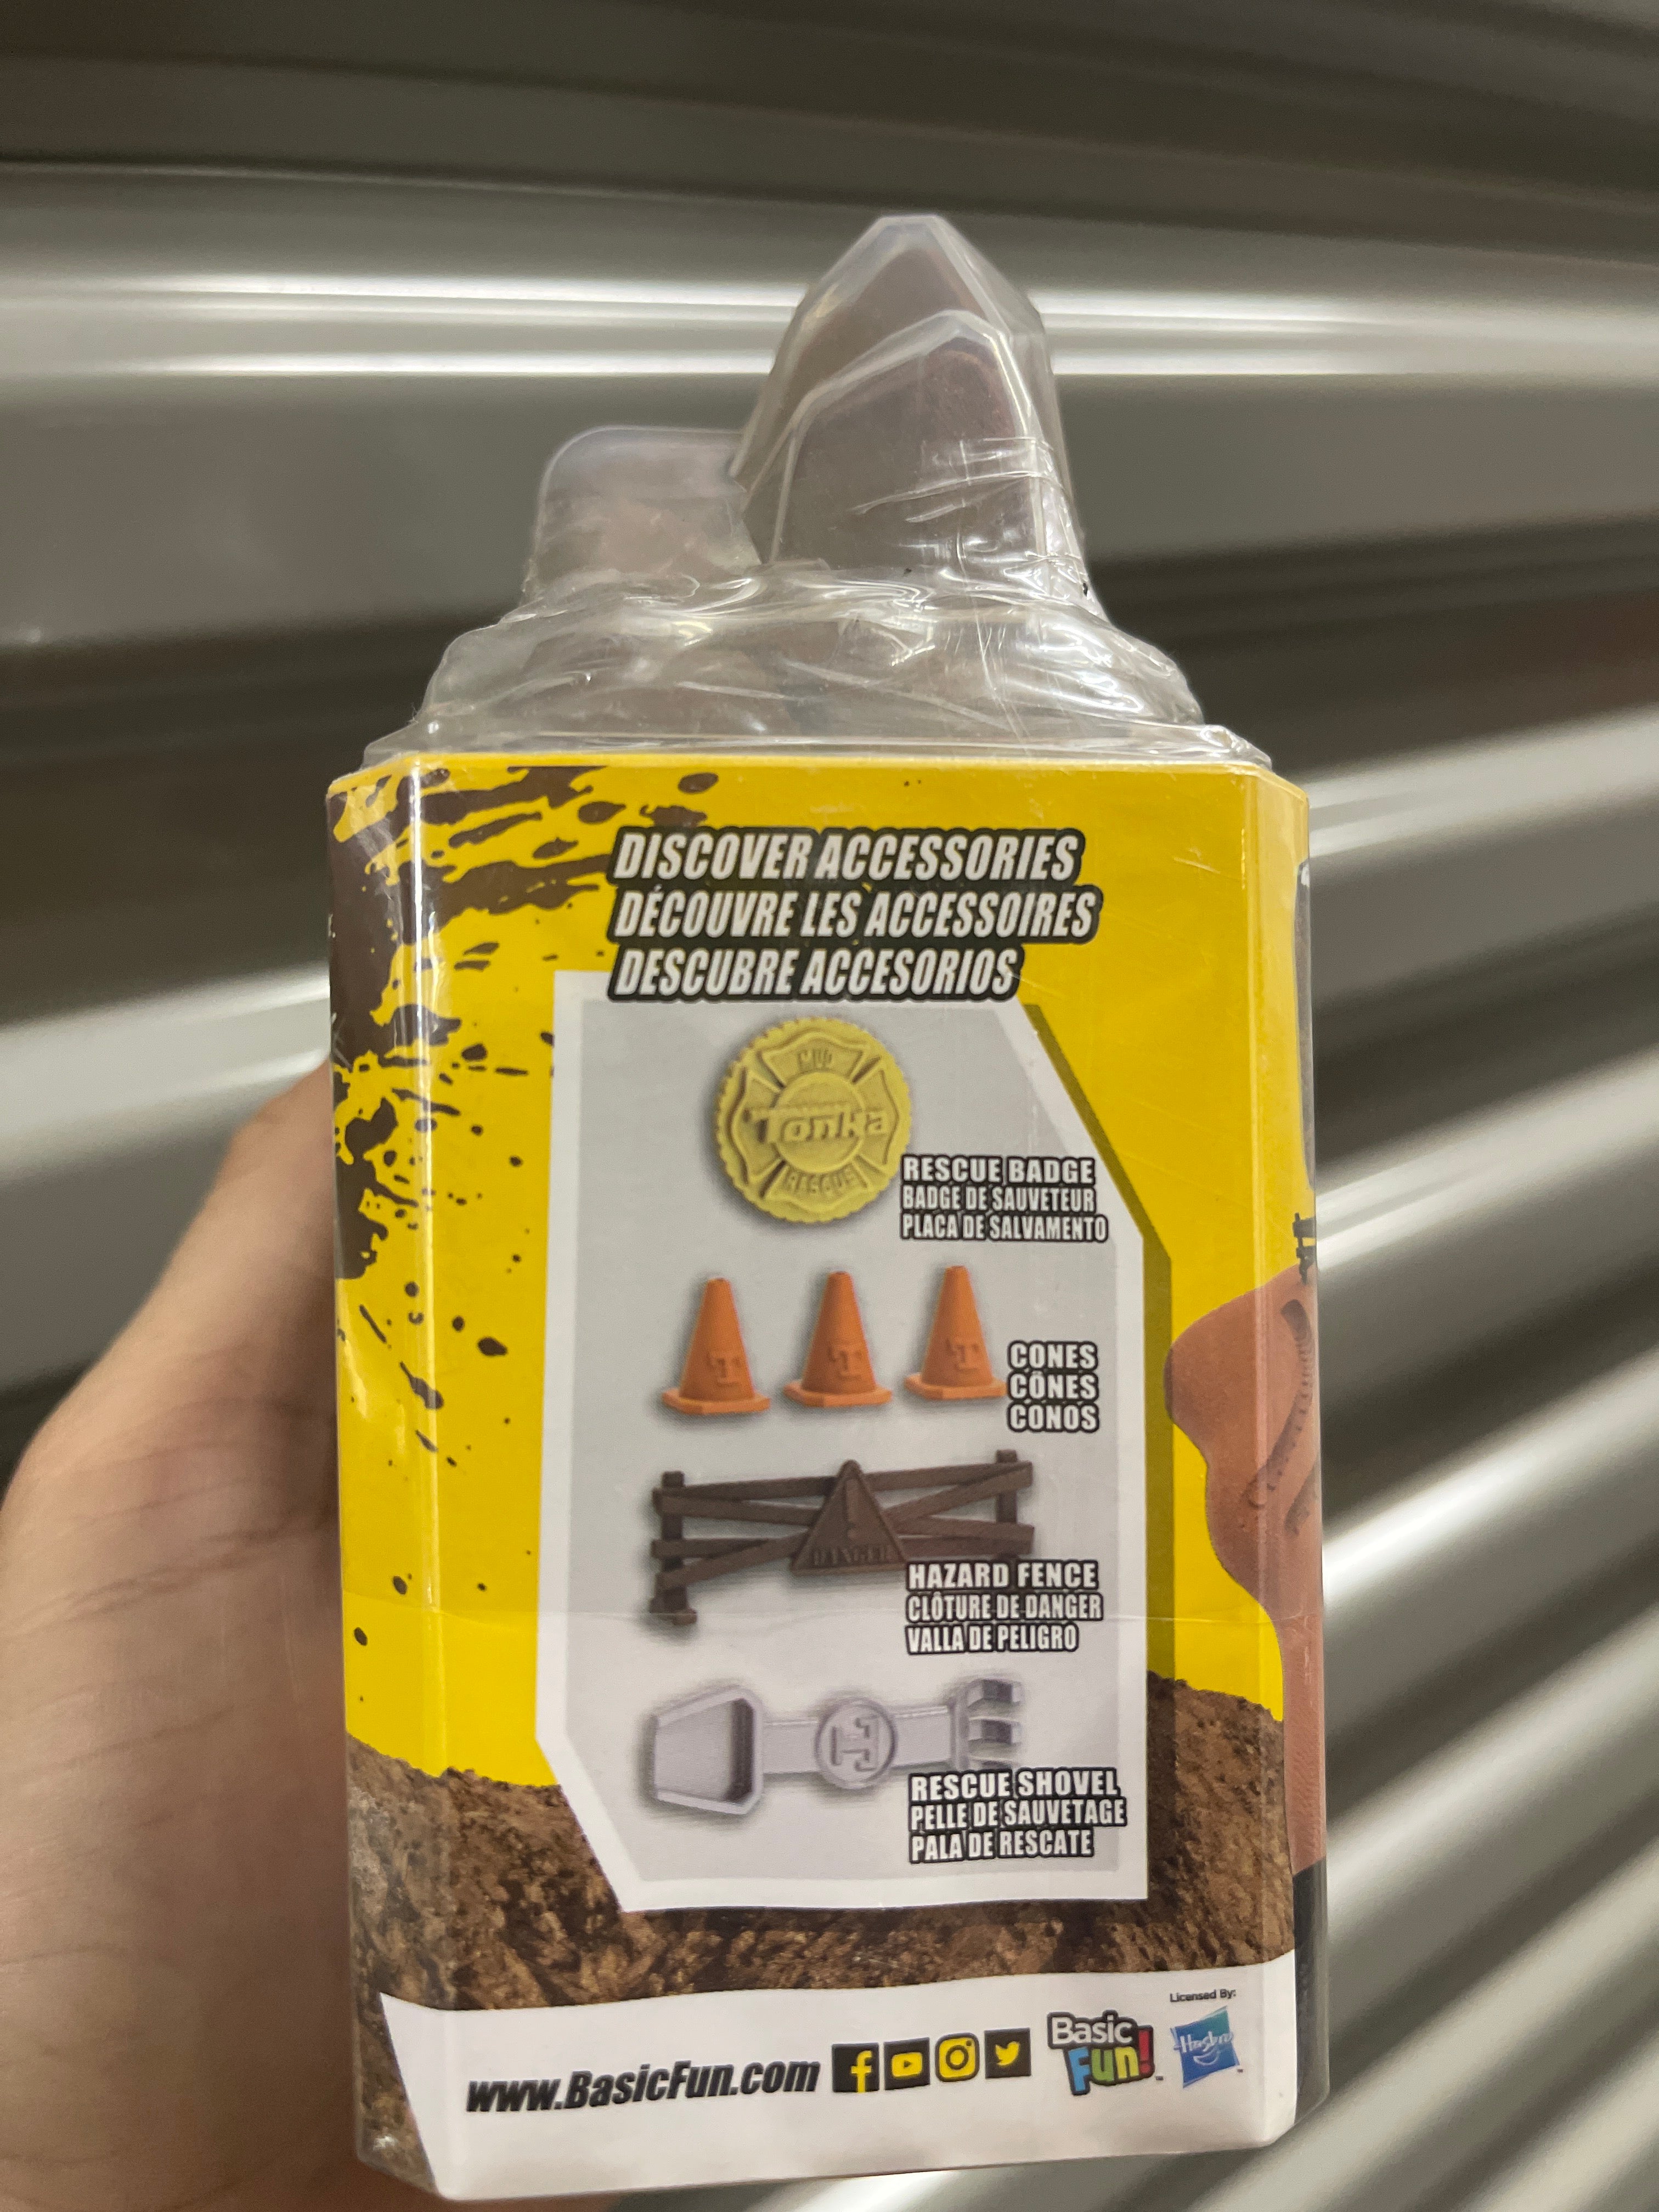 DISCOVER ACCESSORIES
DÉCOUVRE LES ACCESSOIRES
DESCUBRE ACCESORIOS
MUD
Tonka
RESCUE
RESCUE BADGE
BADGE DE SAUVETEUR
PLACA DE SALVAMENTO
T T T
CONES
CÔNES
CONOS
DANGER
HAZARD FENCE
CLÔTURE DE DANGER
VALLA DE PELIGRO
RESCUE SHOVEL
PELLE DE SAUVETAGE
PALA DE RESCATE
Licensed By:
www.BasicFun.com
Basic
Fun!™
Hasbro